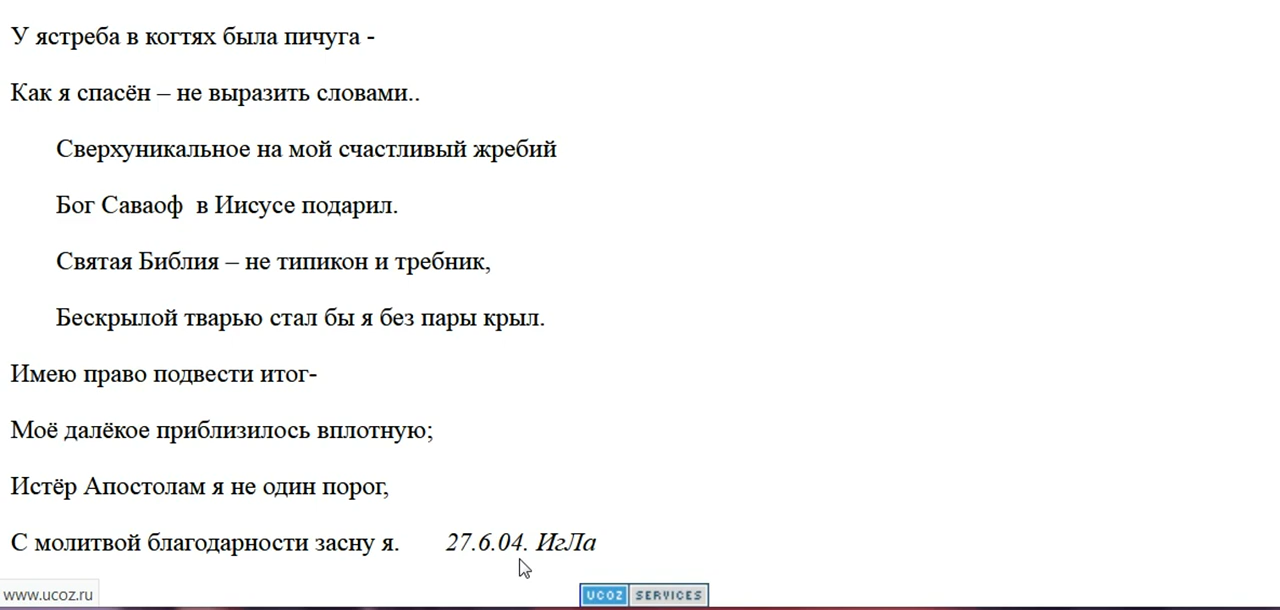 У ястреба в когтях была пичуга -
Как я спасён – не выразить словами..
Сверхуникальное на мой счастливый жребий
Бог Саваоф в Иисусе подарил.
Святая Библия – не типикон и требник,
Бескрылой тварью стал бы я без пары крыл.
Имею право подвести итог-
Моё далёкое приблизилось вплотную;
Истёр Апостолам я не один порог,
С молитвой благодарности засну я. 27.6.04. ИгЛа
www.ucoz.ru UCOZ SERVICES